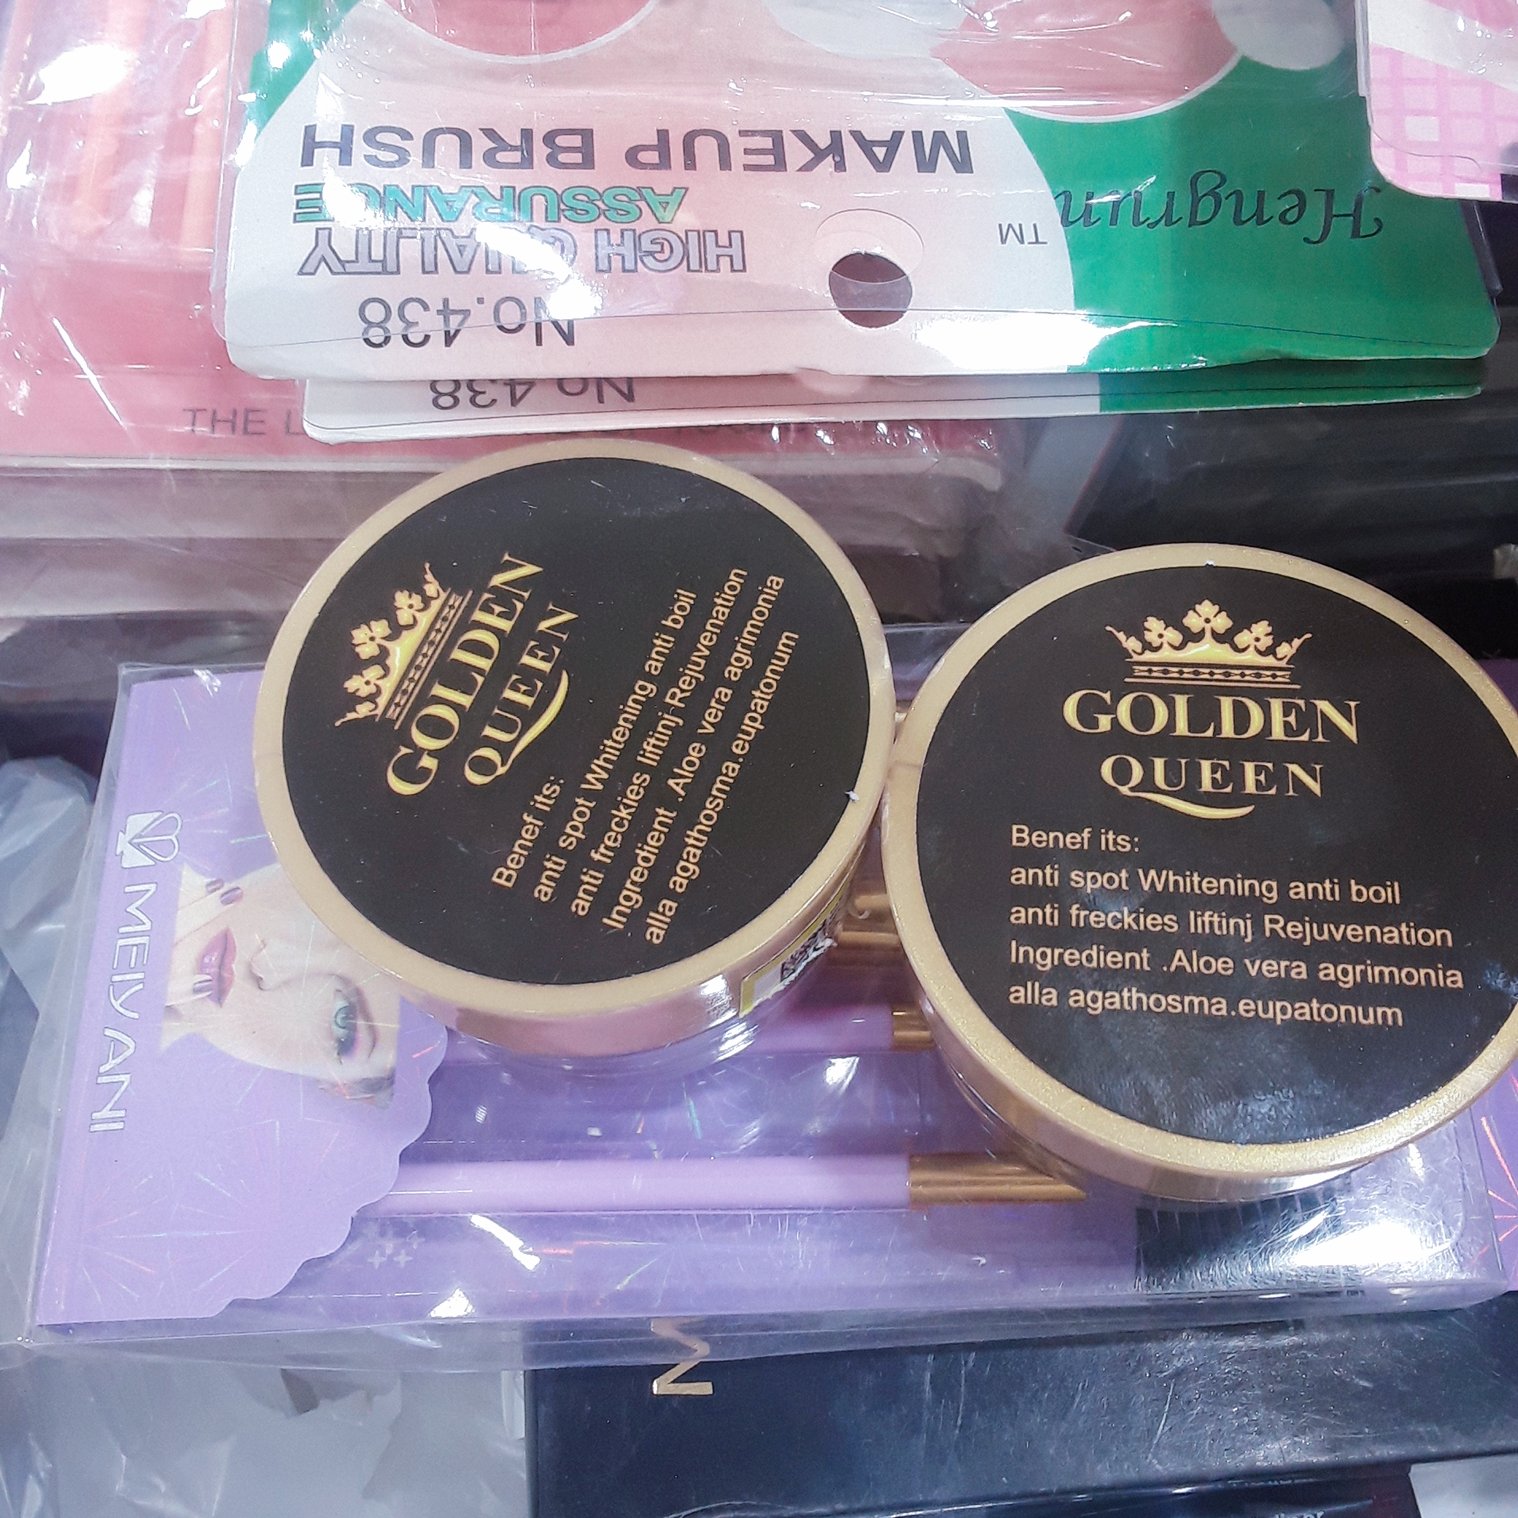 MAKEUP BRUSH
ASSURANCE
HIGH QUALITY
No.438
Hengrun
TM
No.438
THE L
GOLDEN
QUEEN
Benef its:
anti spot Whitening anti boil
anti freckies liftinj Rejuvenation
Ingredient .Aloe vera agrimonia
alla agathosma.eupatonum
GOLDEN
QUEEN
Benef its:
anti spot Whitening anti boil
anti freckies liftinj Rejuvenation
Ingredient .Aloe vera agrimonia
alla agathosma.eupatonum
MEIYANI
M